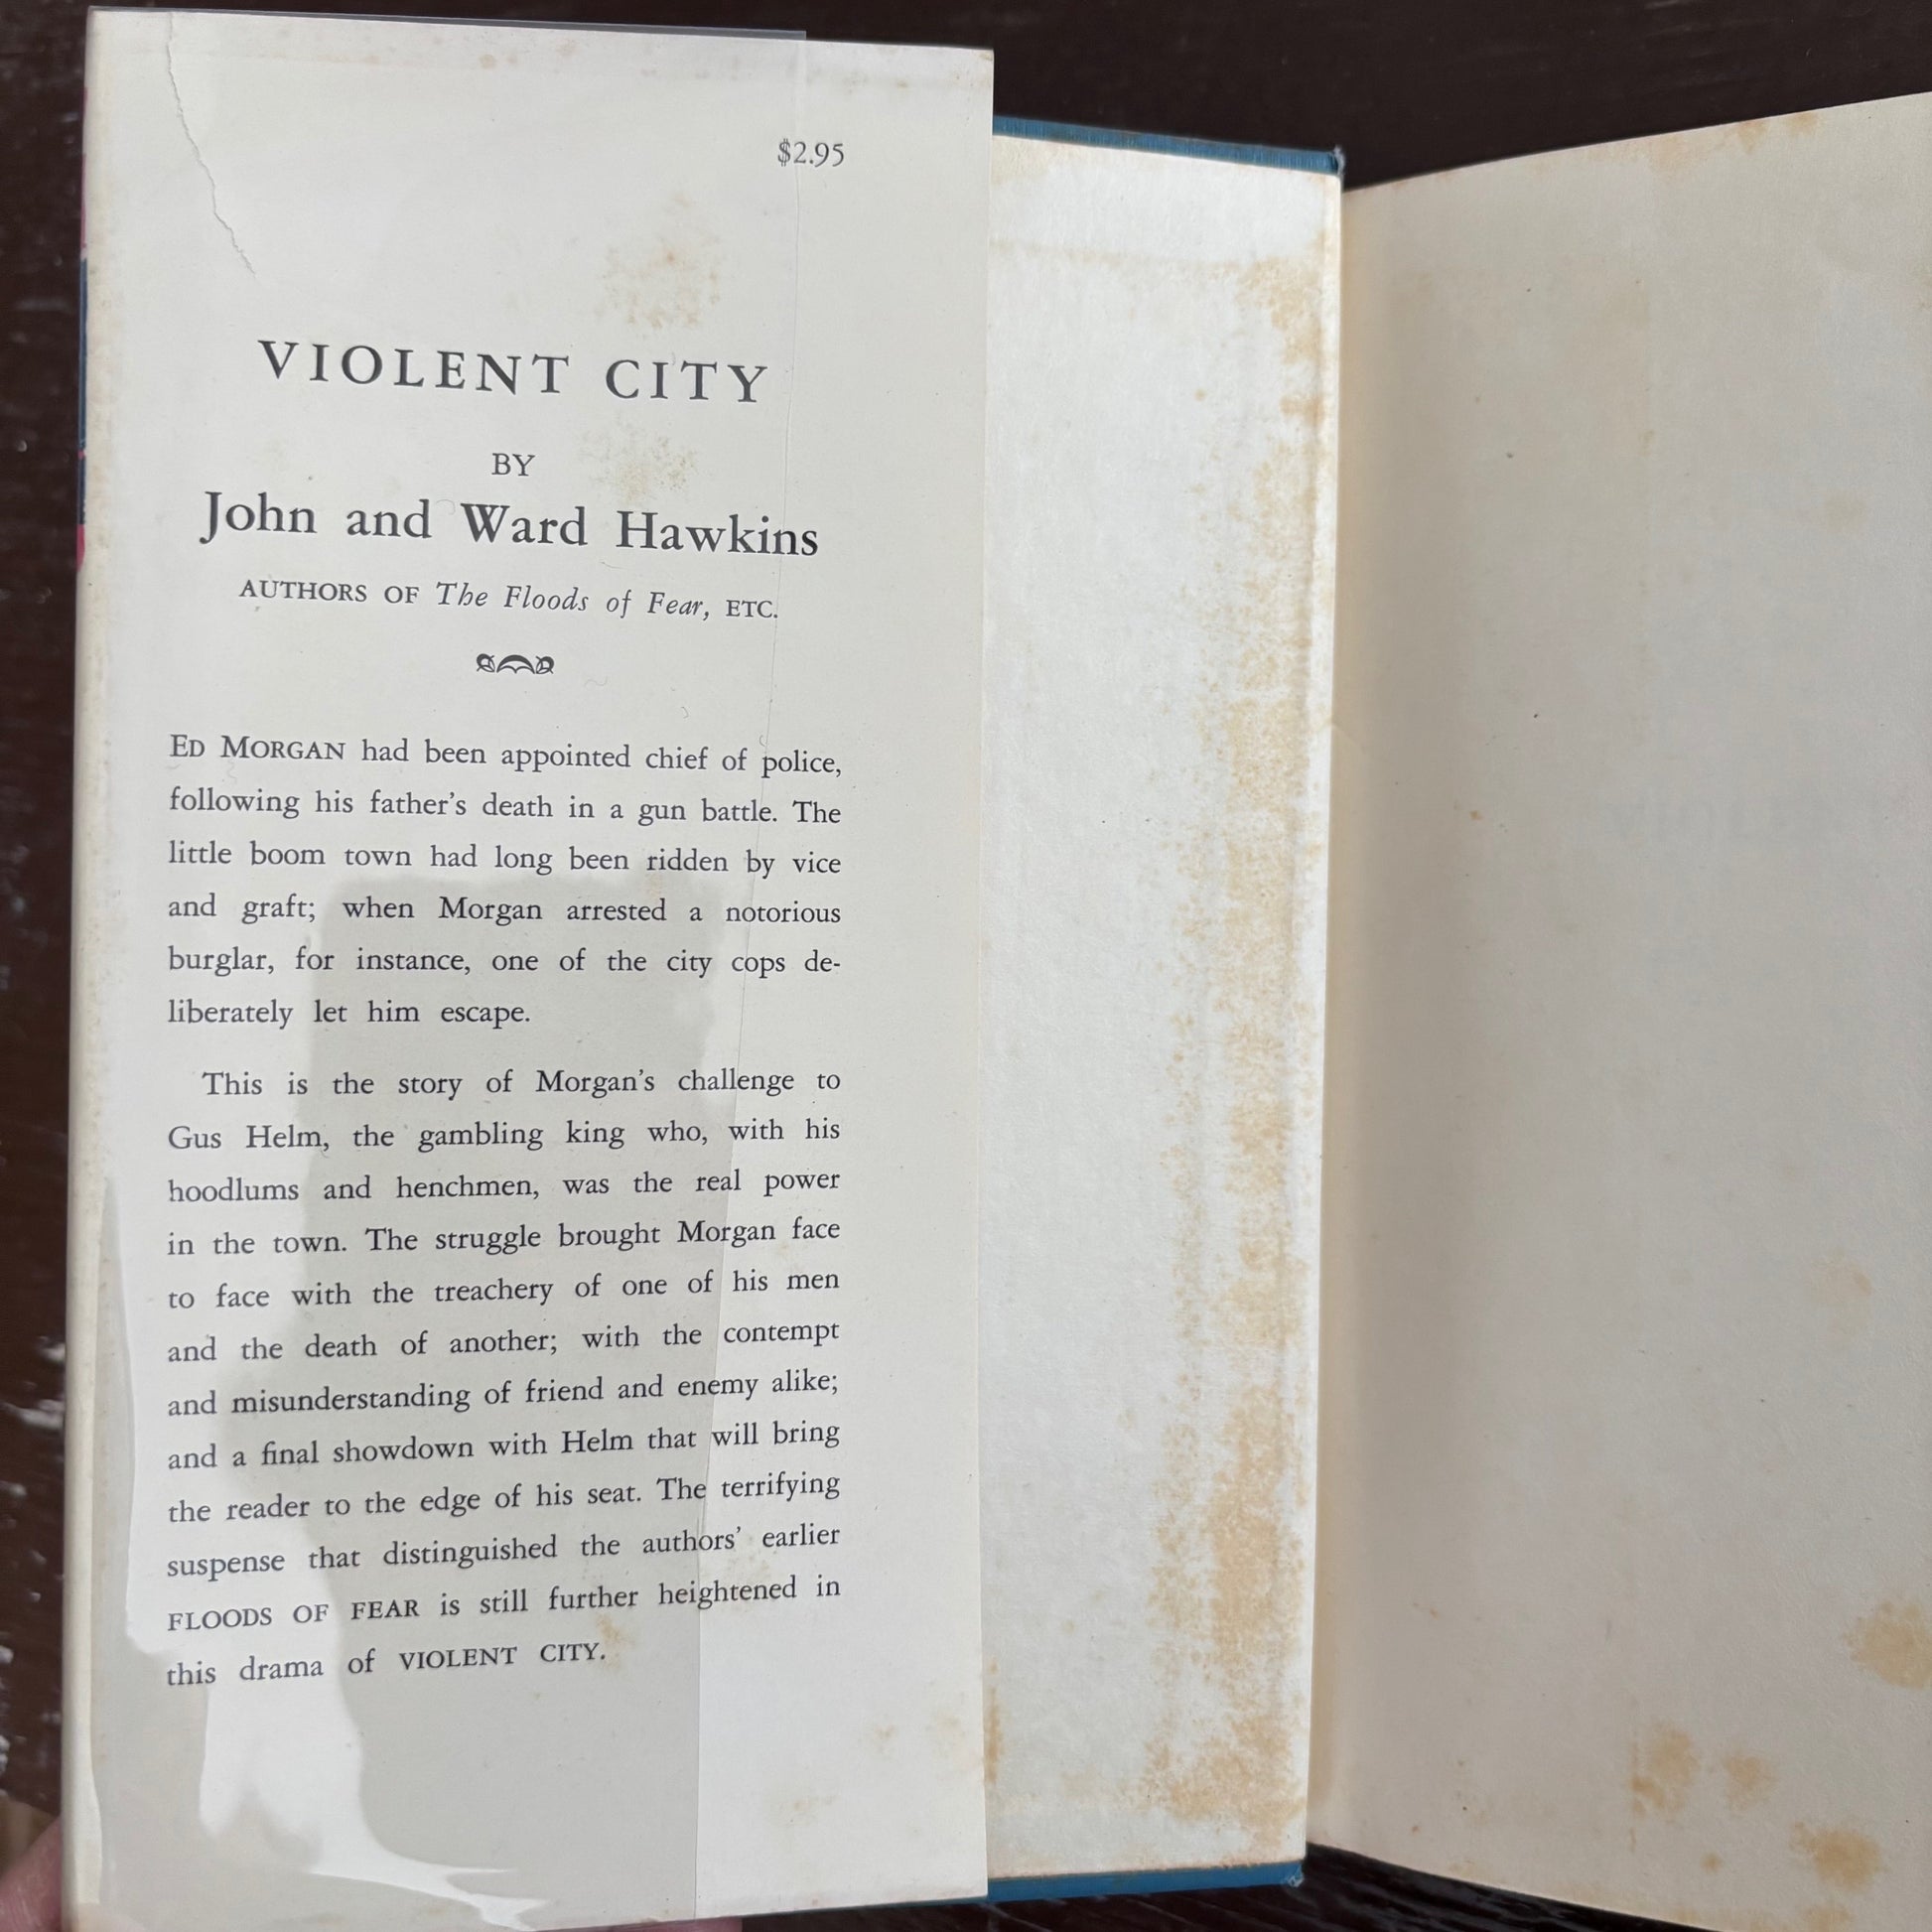 $2.95
VIOLENT CITY
BY
John and Ward Hawkins
AUTHORS OF The Floods of Fear, ETC.
ED MORGAN had been appointed chief of police,
following his father's death in a gun battle. The
little boom town had long been ridden by vice
and graft; when Morgan arrested a notorious
burglar, for instance, one of the city cops de-
liberately let him escape.
This is the story of Morgan's challenge to
Gus Helm, the gambling king who, with his
hoodlums and henchmen, was the real power
in the town. The struggle brought Morgan face
to face with the treachery of one of his men
and the death of another; with the contempt
and misunderstanding of friend and enemy alike;
and a final showdown with Helm that will bring
the reader to the edge of his seat. The terrifying
suspense that distinguished the authors' earlier
FLOODS OF FEAR is still further heightened in
this drama of VIOLENT CITY.